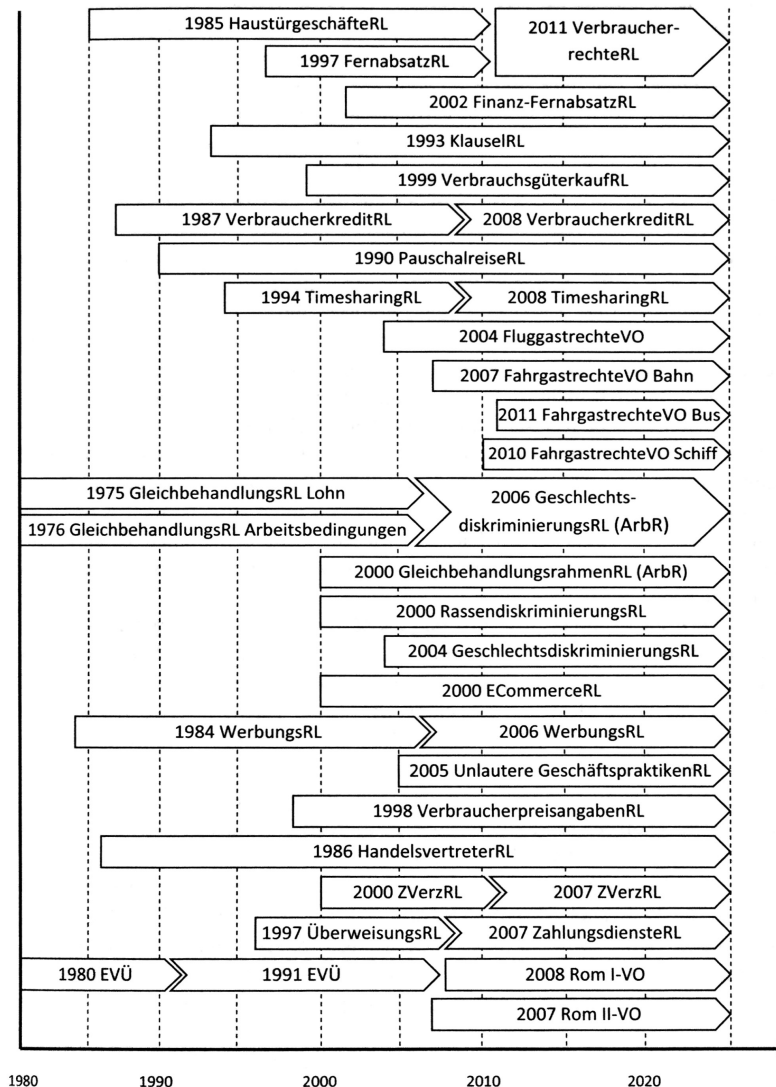 1985 HaustürgeschäfteRL
2011 Verbraucher-
rechteRL
1997 FernabsatzRL
2002 Finanz-FernabsatzRL
1993 KlauselRL
1999 VerbrauchsgüterkaufRL
1987 VerbraucherkreditRL
2008 VerbraucherkreditRL
1990 PauschalreiseRL
1994 TimesharingRL
2008 TimesharingRL
2004 FluggastrechteVO
2007 FahrgastrechteVO Bahn
2011 FahrgastrechteVO Bus
2010 FahrgastrechteVO Schiff
1975 GleichbehandlungsRL Lohn
1976 GleichbehandlungsRL Arbeitsbedingungen
2006 Geschlechts-
diskriminierungsRL (ArbR)
2000 GleichbehandlungsrahmenRL (ArbR)
2000 RassendiskriminierungsRL
2004 GeschlechtsdiskriminierungsRL
2000 ECommerceRL
1984 WerbungsRL
2006 WerbungsRL
2005 Unlautere GeschäftspraktikenRL
1998 VerbraucherpreisangabenRL
1986 HandelsvertreterRL
2000 ZVerzRL
2007 ZVerzRL
1997 ÜberweisungsRL
2007 ZahlungsdiensteRL
1980 EVÜ
1991 EVÜ
2008 Rom I-VO
2007 Rom II-VO
1980
1990
2000
2010
2020